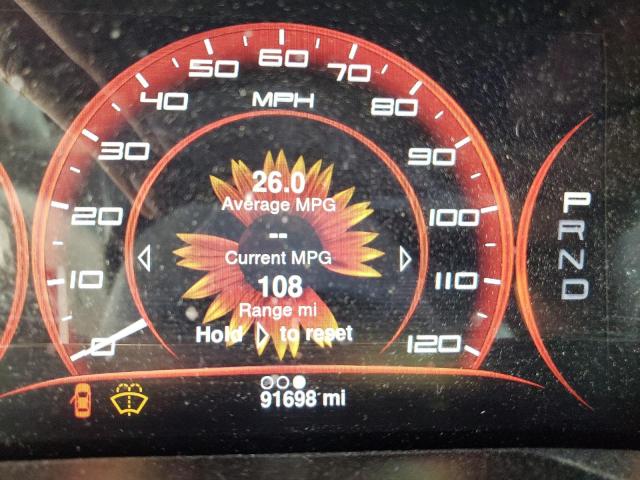 60
50
70
40
MPH
80
30
90
26.0
Average MPG
20
100
P
--
R
Current MPG
N
10
108
110
D
Range mi
Hold ▷ to reset
0
120
91698 mi